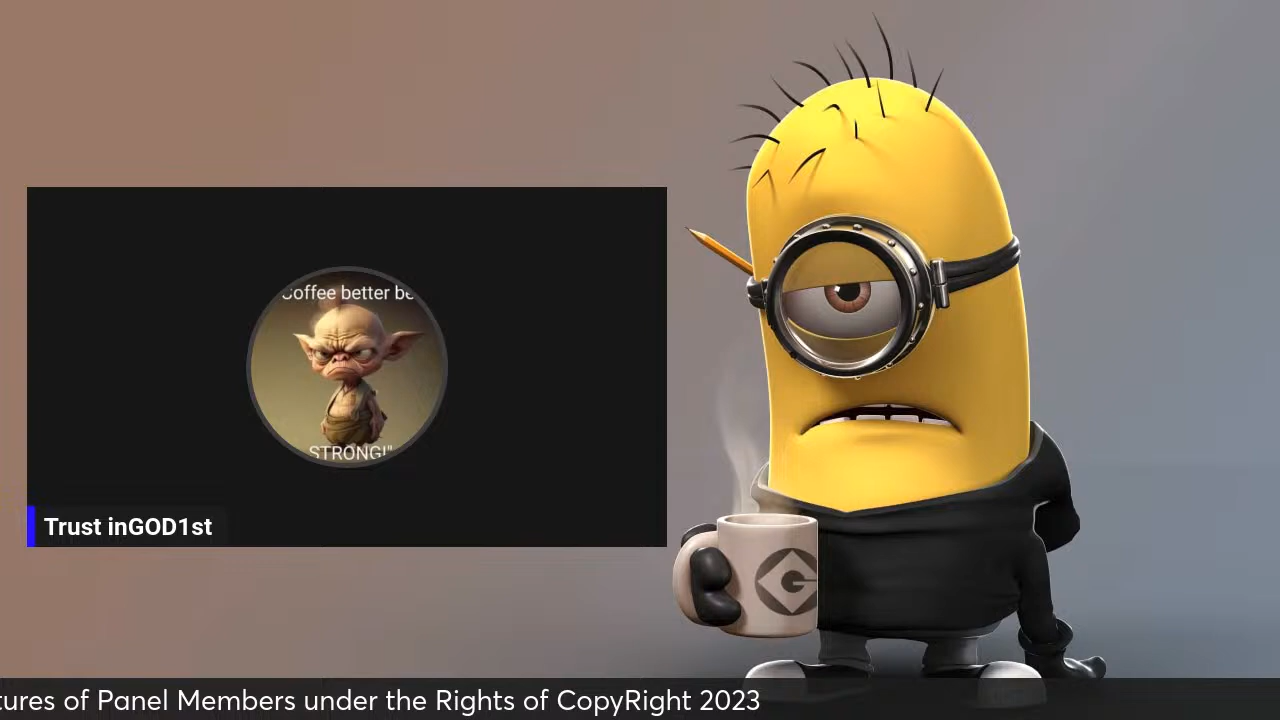 Coffee better be
STRONG!"
Trust inGOD1st
tures of Panel Members under the Rights of CopyRight 2023
G